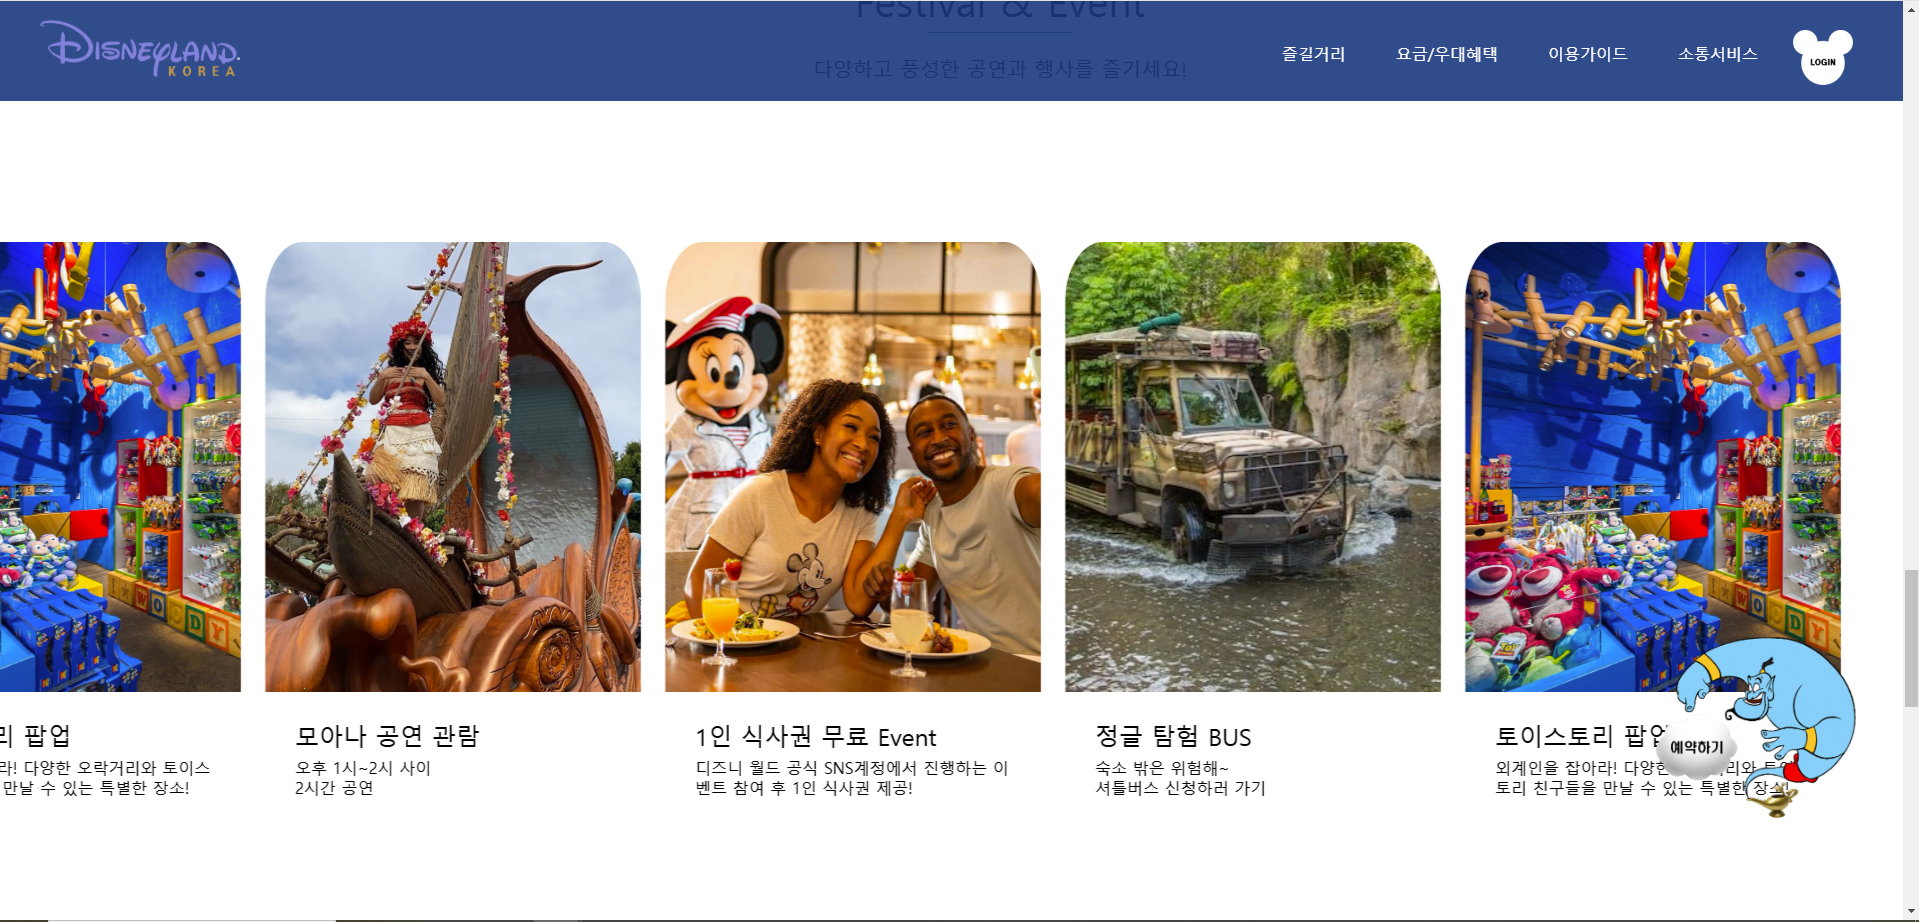 Festival & Event
다양하고 풍성한 공연과 행사를 즐기세요!
DISNEYLAND.
KOREA
즐길거리
요금/우대혜택
이용가이드
소통서비스
LOGIN
리 팝업
라! 다양한 오락거리와 토이스
만날 수 있는 특별한 장소!
모아나 공연 관람
오후 1시~2시 사이
2시간 공연
1인 식사권 무료 Event
디즈니 월드 공식 SNS계정에서 진행하는 이
벤트 참여 후 1인 식사권 제공!
정글 탐험 BUS
숙소 밖은 위험해~
셔틀버스 신청하러 가기
토이스토리 팝업
외계인을 잡아라! 다양한
토리 친구들을 만날 수 있는 특별한 장소!
예약하기